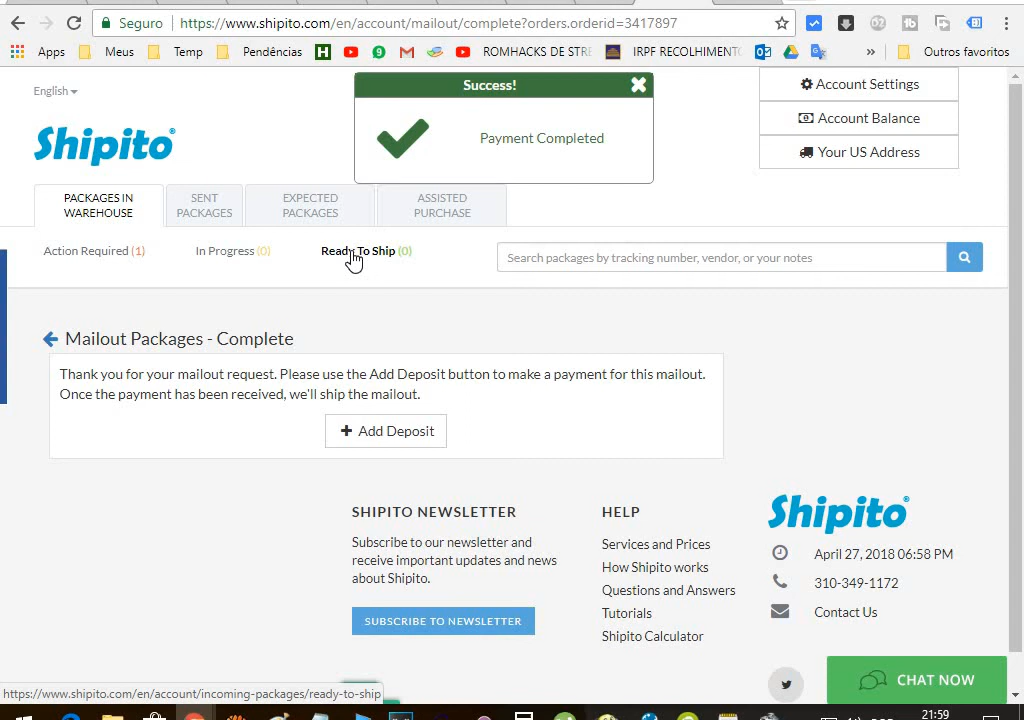 Seguro
https://www.shipito.com/en/account/mailout/complete?orders.orderid=3417897
Apps Meus Temp Pendências H ROMHACKS DE STRE IRPF RECOLHIMENTO » Outros favoritos
English
Success!
Payment Completed
Account Settings
Account Balance
Your US Address
Shipito®
PACKAGES IN
WAREHOUSE
SENT
PACKAGES
EXPECTED
PACKAGES
ASSISTED
PURCHASE
Action Required (1)
In Progress (0)
Ready To Ship (0)
Search packages by tracking number, vendor, or your notes
Mailout Packages - Complete
Thank you for your mailout request. Please use the Add Deposit button to make a payment for this mailout.
Once the payment has been received, we'll ship the mailout.
+ Add Deposit
SHIPITO NEWSLETTER
Subscribe to our newsletter and
receive important updates and news
about Shipito.
SUBSCRIBE TO NEWSLETTER
HELP
Services and Prices
How Shipito works
Questions and Answers
Tutorials
Shipito Calculator
Shipito®
April 27, 2018 06:58 PM
310-349-1172
Contact Us
CHAT NOW
https://www.shipito.com/en/account/incoming-packages/ready-to-ship
21:59